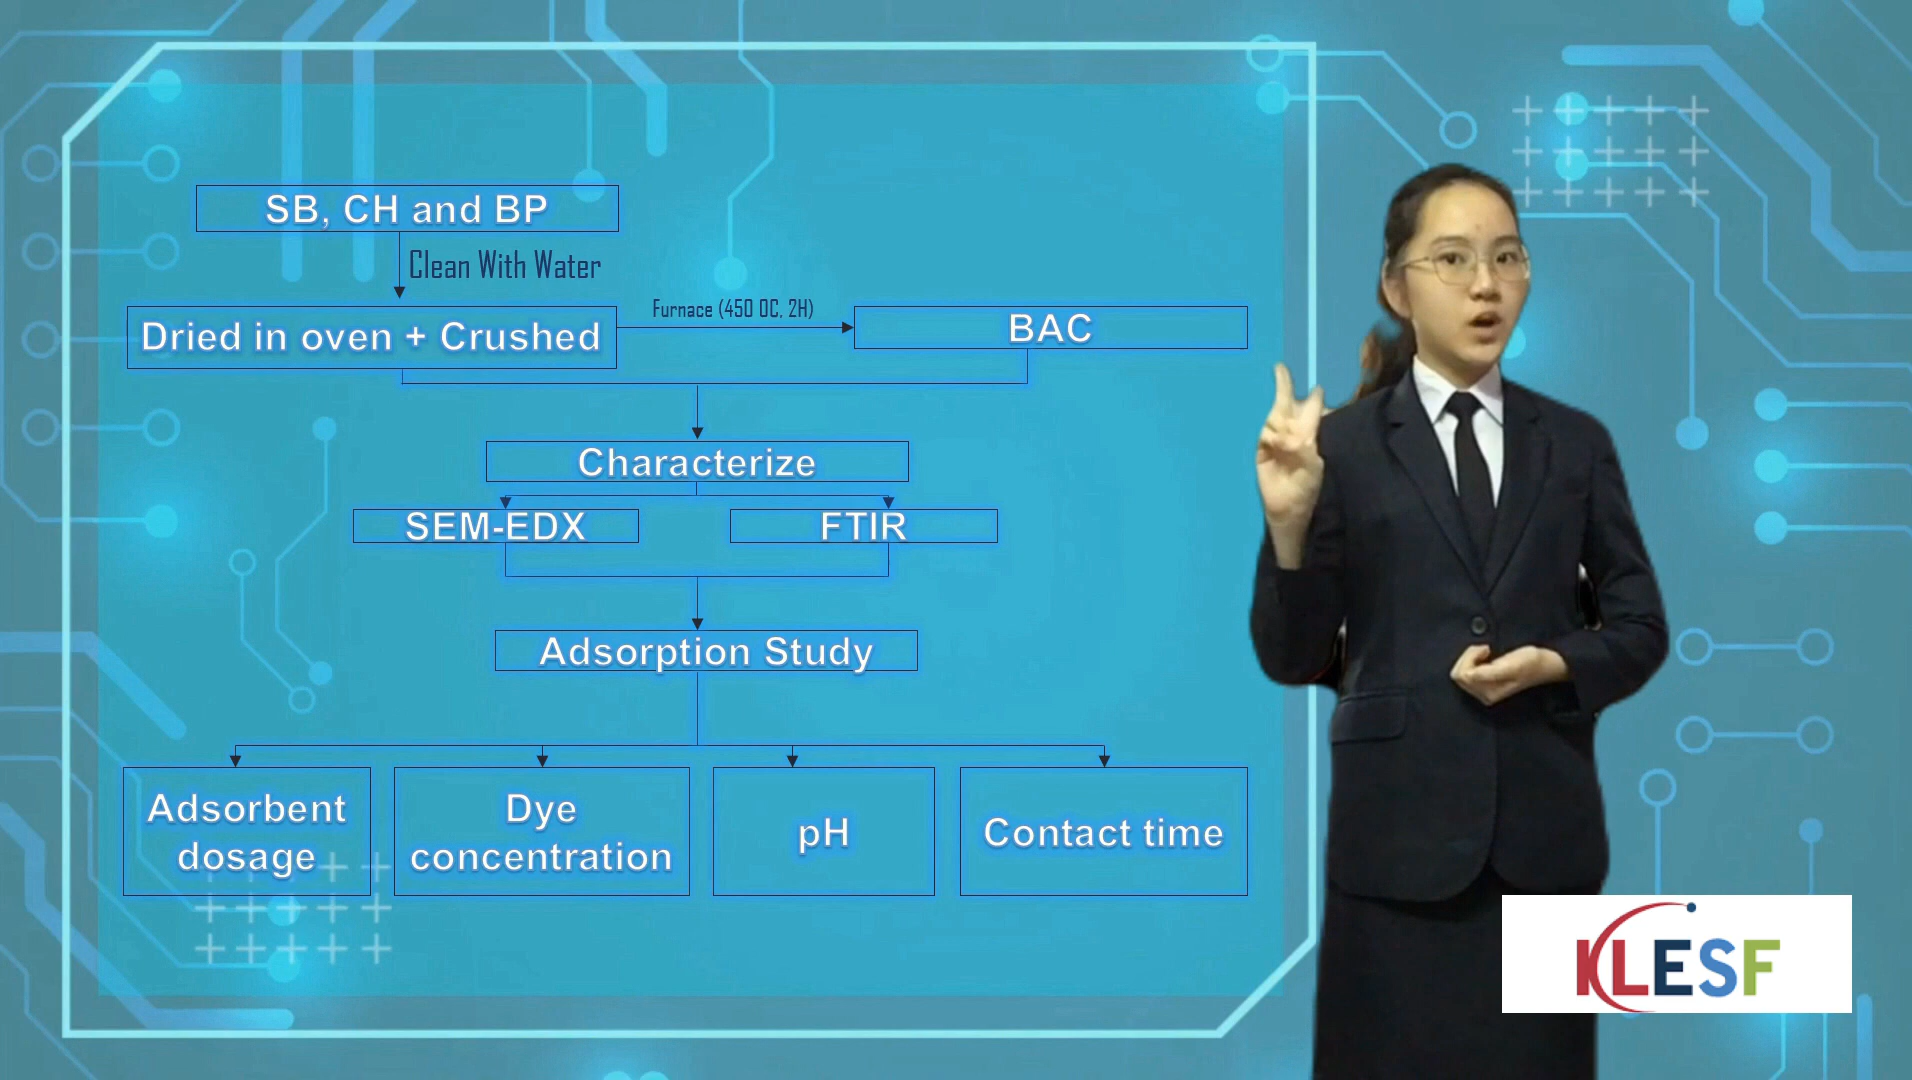 SB, CH and BP
Clean With Water
Dried in oven + Crushed
Furnace (450 OC, 2H)
BAC
Characterize
SEM-EDX
FTIR
Adsorption Study
Adsorbent
dosage
Dye
concentration
pH
Contact time
KLESF